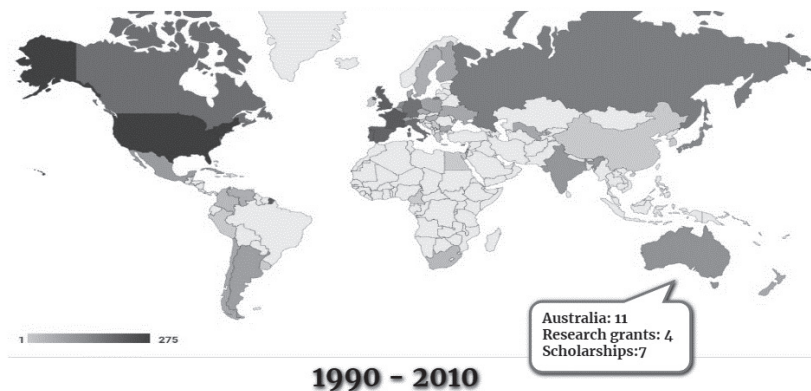 Australia: 11
Research grants: 4
Scholarships:7
1 275
1990 - 2010